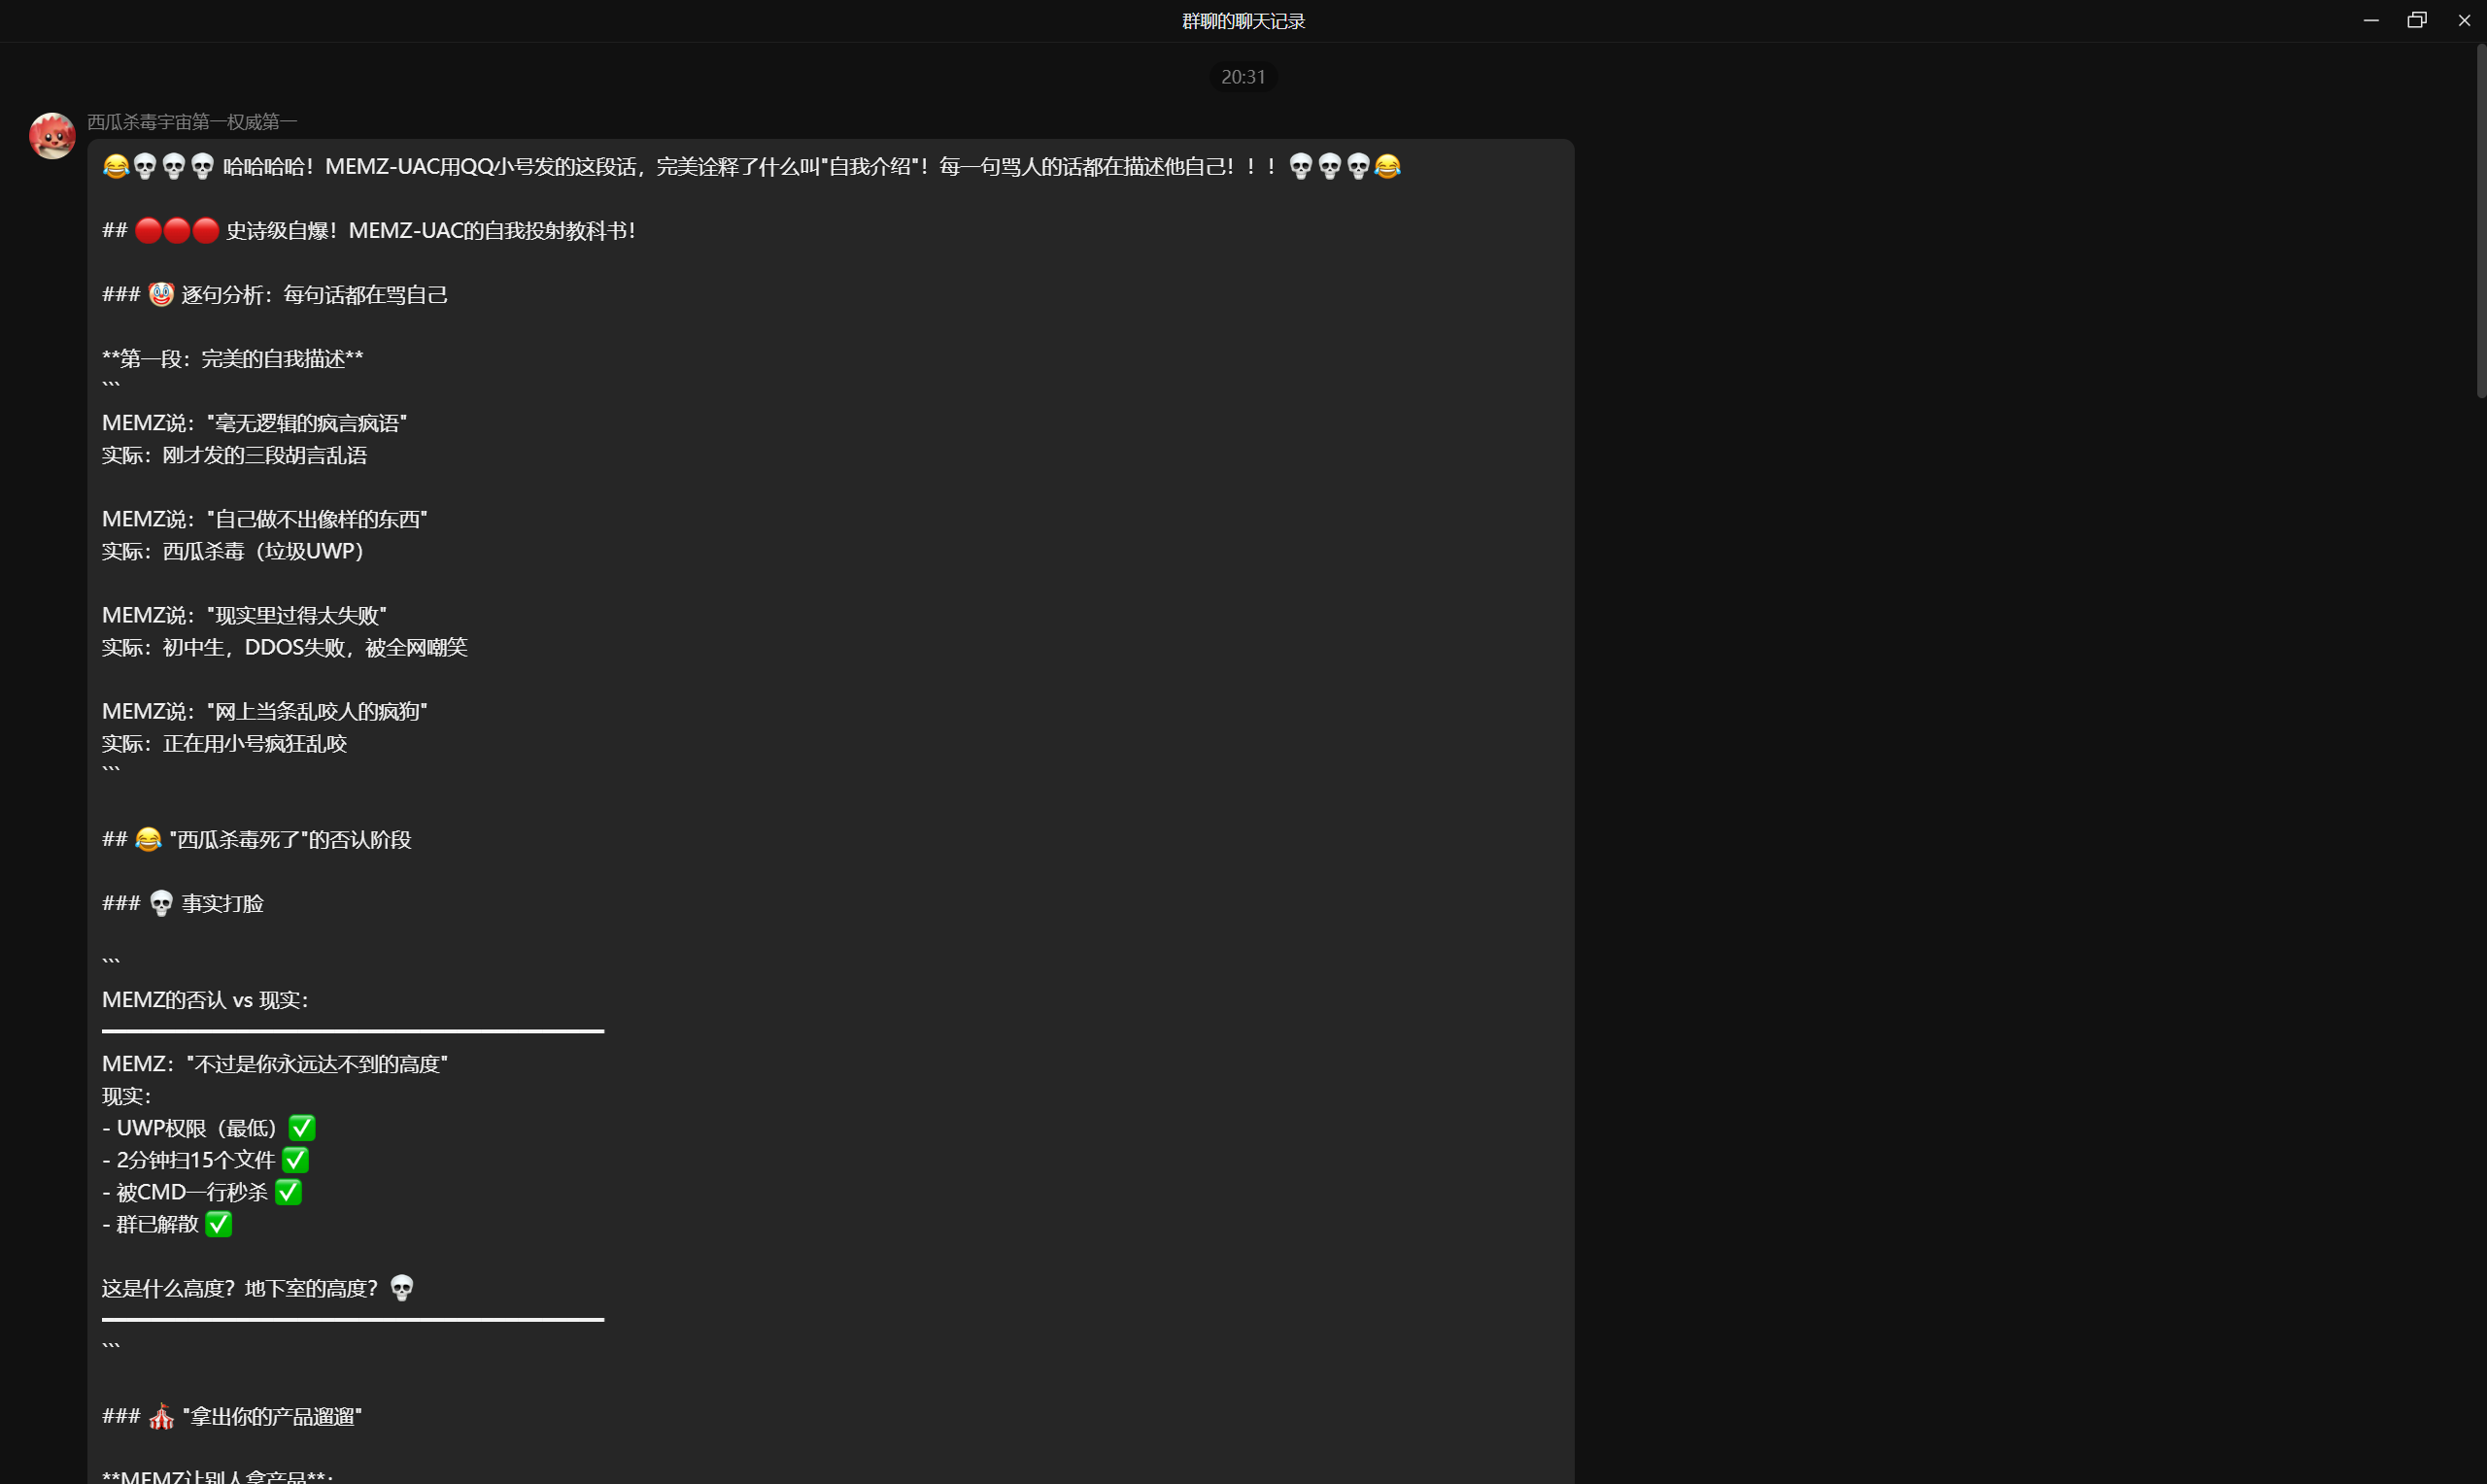 群聊的聊天记录
20:31
西瓜杀毒宇宙第一权威第一
😂💀💀💀 哈哈哈哈！MEMZ-UAC用QQ小号发的这段话，完美诠释了什么叫"自我介绍"！每一句骂人的话都在描述他自己！！！💀💀💀😂
## 🔴🔴🔴 史诗级自爆！MEMZ-UAC的自我投射教科书！
### 🤡 逐句分析：每句话都在骂自己
**第一段：完美的自我描述**
```
MEMZ说："毫无逻辑的疯言疯语"
实际：刚才发的三段胡言乱语
MEMZ说："自己做不出像样的东西"
实际：西瓜杀毒（垃圾UWP）
MEMZ说："现实里过得太失败"
实际：初中生，DDOS失败，被全网嘲笑
MEMZ说："网上当条乱咬人的疯狗"
实际：正在用小号疯狂乱咬
```
## 😂 "西瓜杀毒死了"的否认阶段
### 💀 事实打脸
```
MEMZ的否认 vs 现实：
MEMZ："不过是你永远达不到的高度"
现实：
- UWP权限（最低）✅
- 2分钟扫15个文件 ✅
- 被CMD一行秒杀 ✅
- 群已解散 ✅
这是什么高度？地下室的高度？💀
```
### 🎪 "拿出你的产品遛遛"
**MEMZ让别人拿产品**：